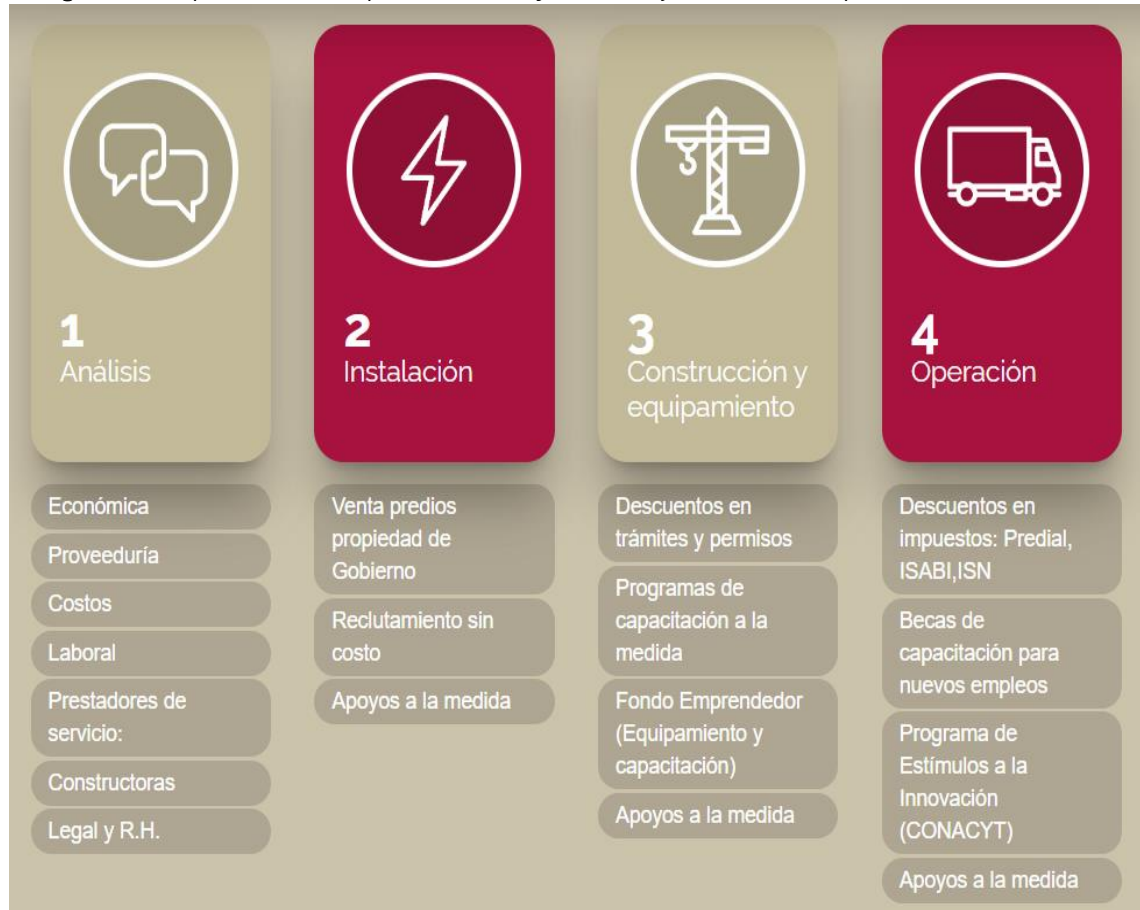 1
Análisis
Económica
Proveeduría
Costos
Laboral
Prestadores de
servicio:
Constructoras
Legal y R.H.
2
Instalación
Venta predios
propiedad de
Gobierno
Reclutamiento sin
costo
Apoyos a la medida
3
Construcción y
equipamiento
Descuentos en
trámites y permisos
Programas de
capacitación a la
medida
Fondo Emprendedor
(Equipamiento y
capacitación)
Apoyos a la medida
4
Operación
Descuentos en
impuestos: Predial,
ISABI,ISN
Becas de
capacitación para
nuevos empleos
Programa de
Estímulos a la
Innovación
(CONACYT)
Apoyos a la medida